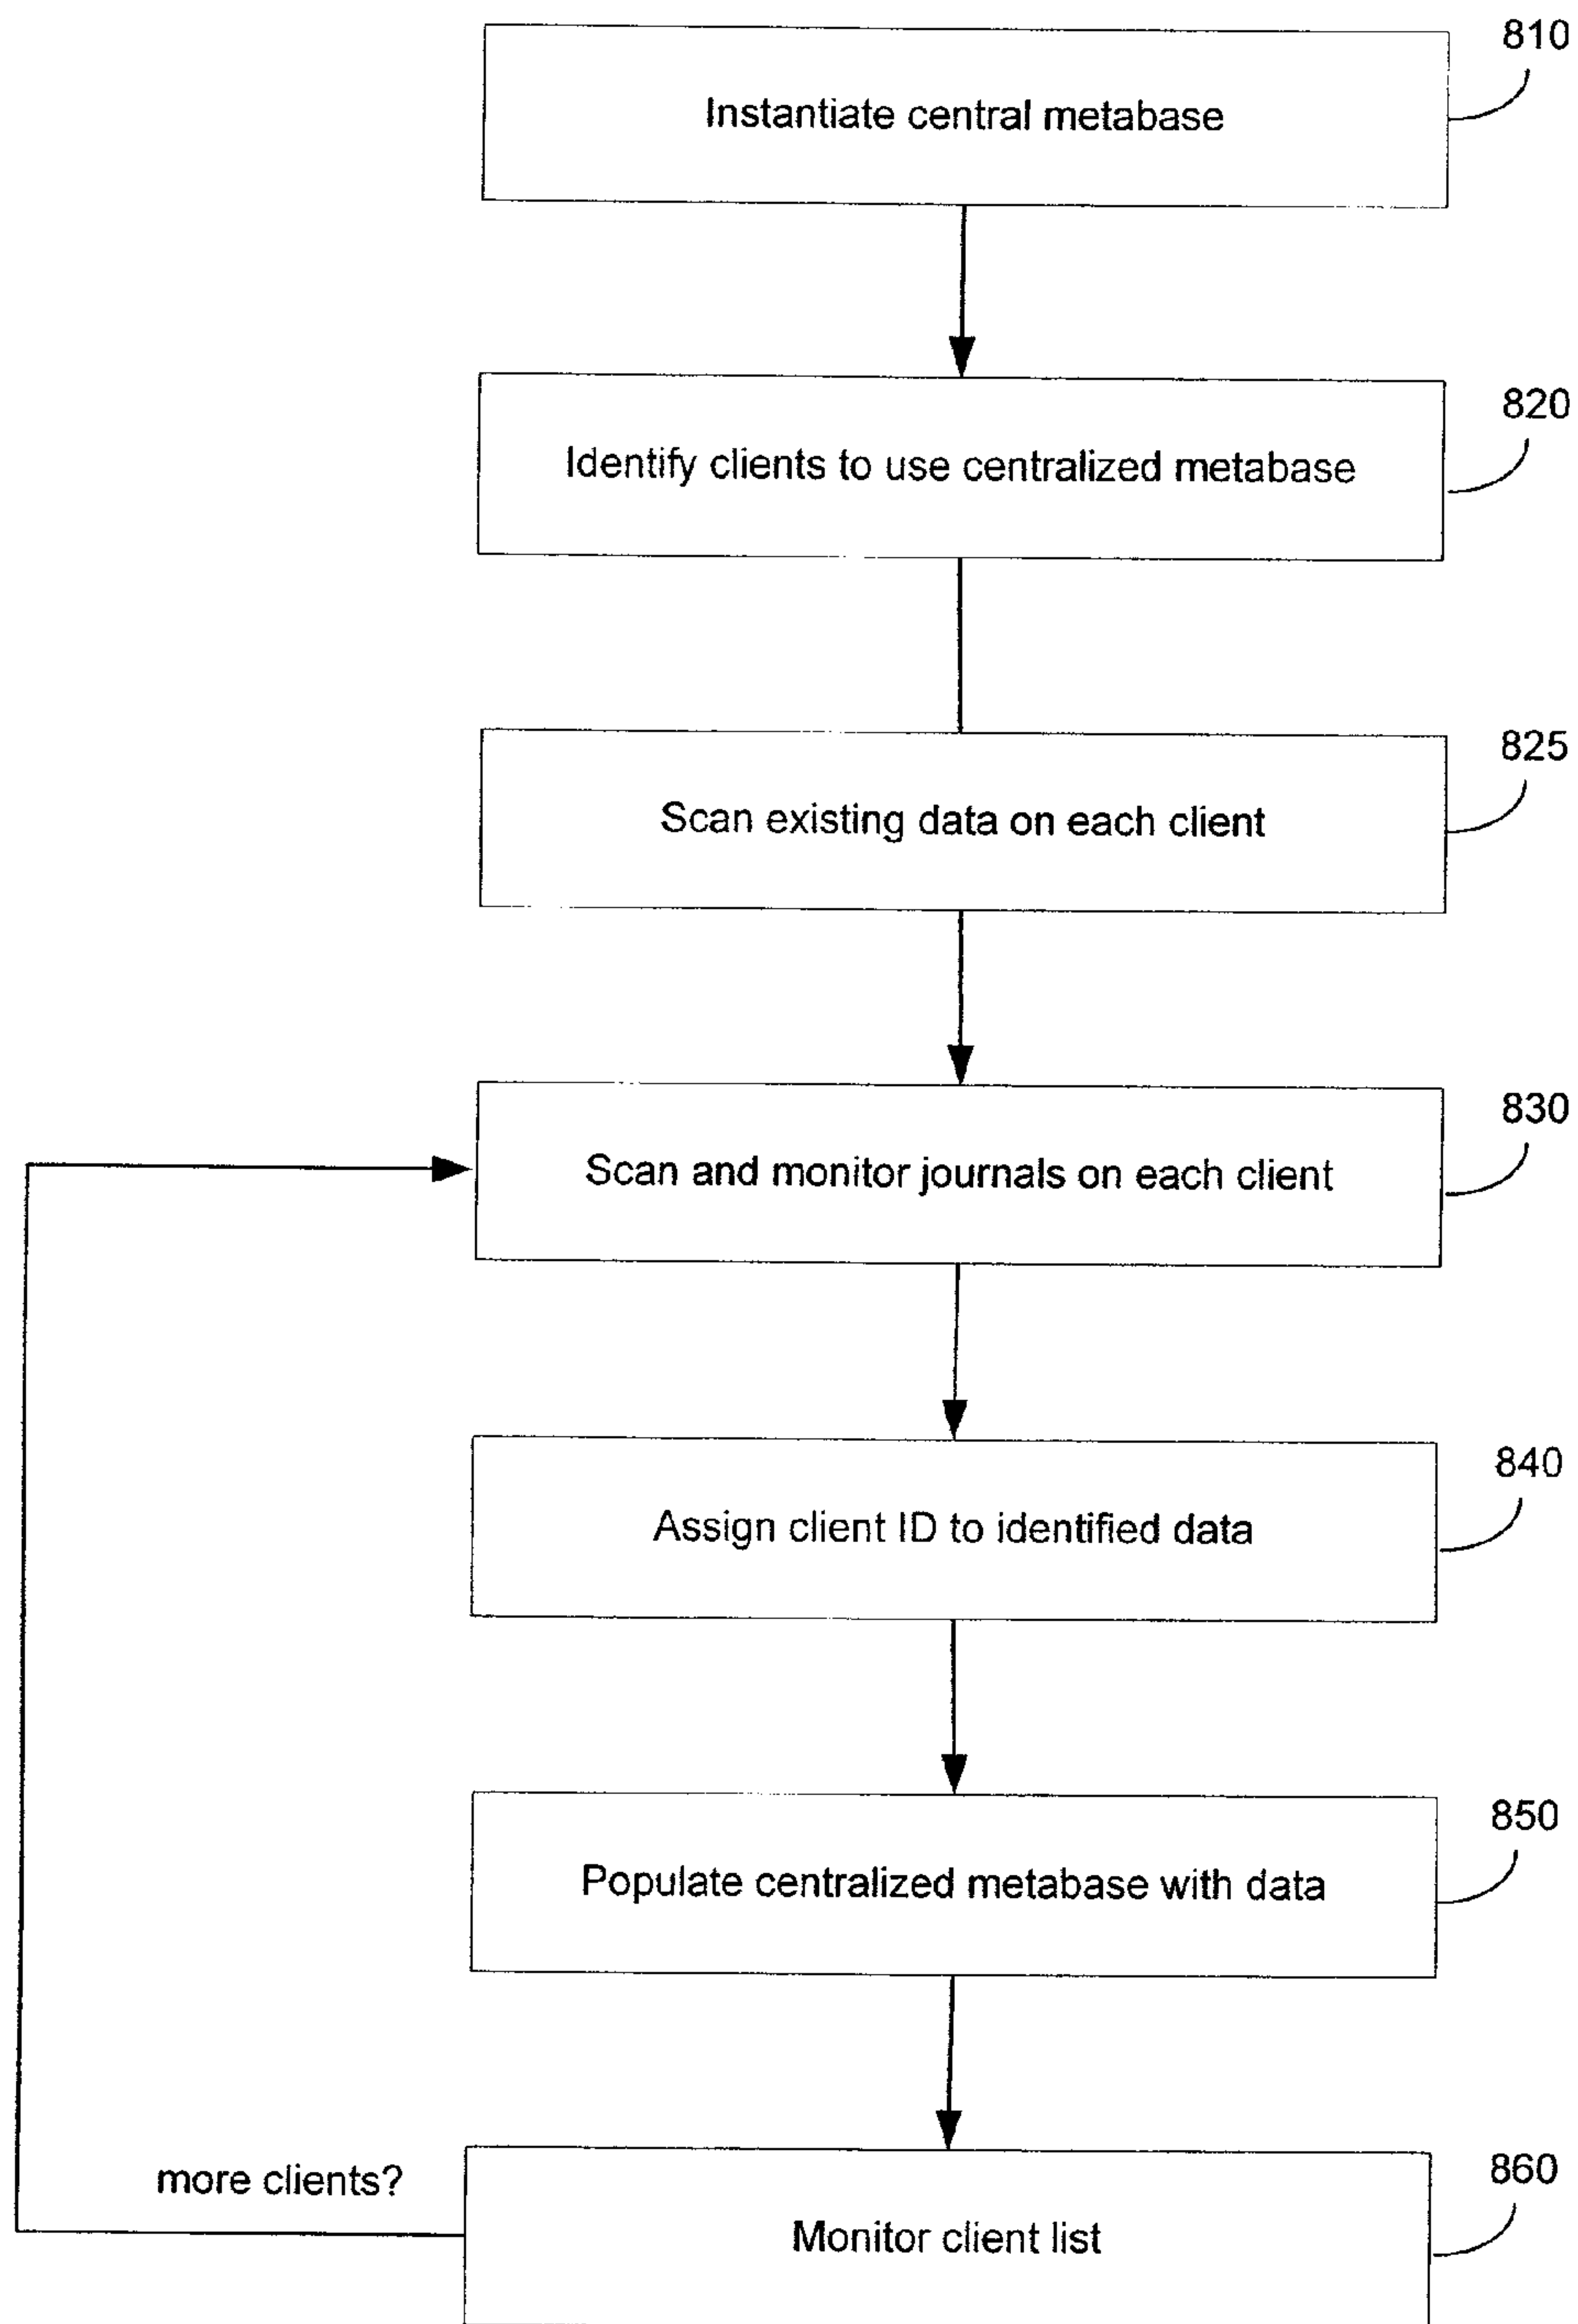 810
Instantiate central metabase
820
Identify clients to use centralized metabase
825
Scan existing data on each client
830
Scan and monitor journals on each client
840
Assign client ID to identified data
850
Populate centralized metabase with data
860
more clients?
Monitor client list